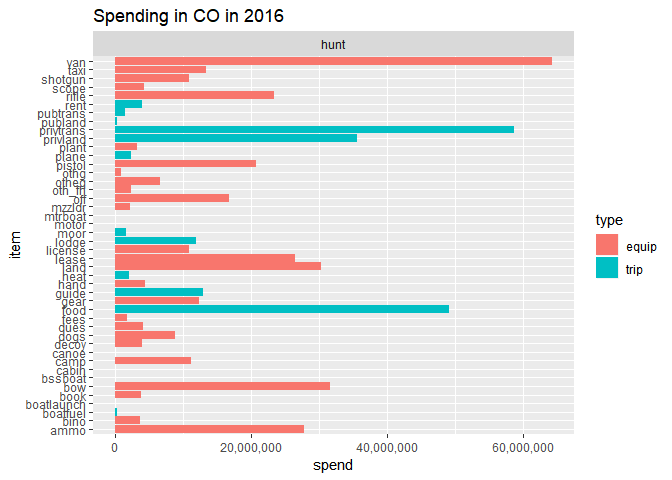 Spending in CO in 2016
hunt
van
taxi
shotgun
scope
rifle
rent
pubtrans
publand
privtrans
privland
plant
plane
pistol
othg
otheq
oth_fft
off
mzzldr
mtrboat
motor
moor
lodge
license
lease
land
heat
hand
guide
gear
food
fees
dues
dogs
decoy
canoe
camp
cabin
bssboat
bow
book
boatlaunch
boatfuel
bino
ammo
item
0 20,000,000 40,000,000 60,000,000
spend
type
equip
trip